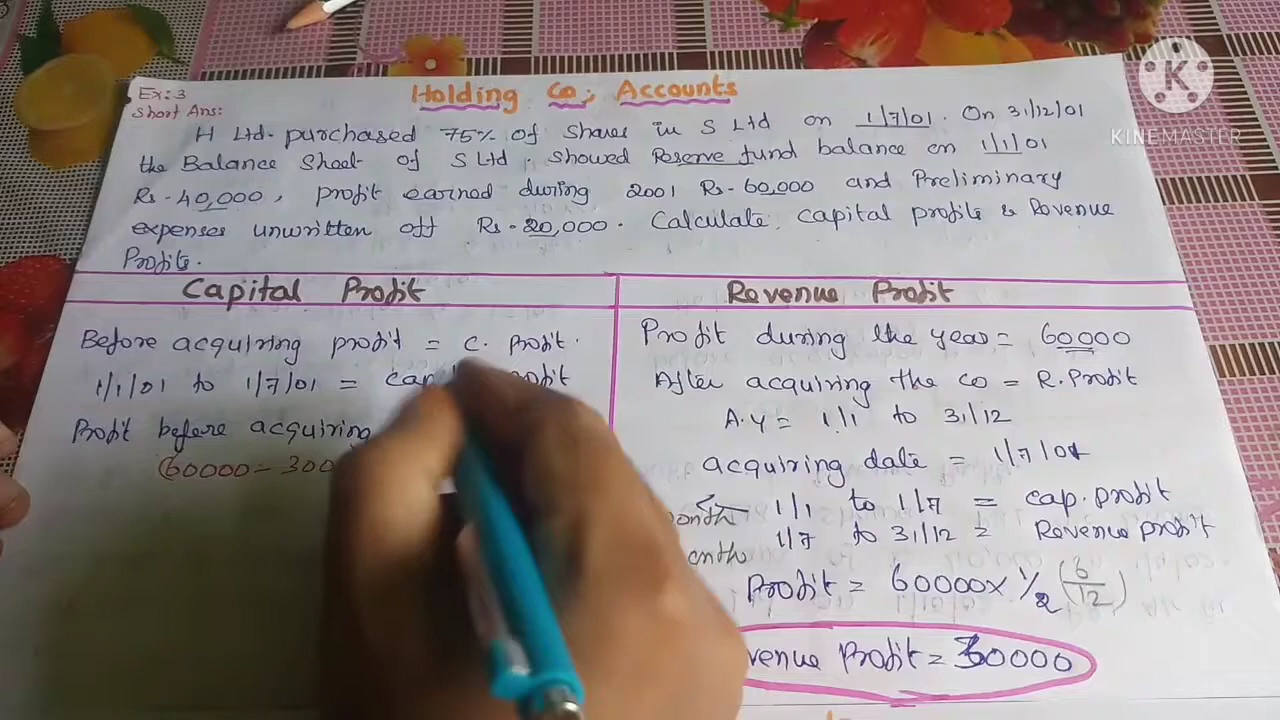 Ex:3
Holding Co; Accounts
Short Ans:
H Ltd. purchased 75% of shares in S Ltd on 1/7/01. On 31/12/01
the Balance Sheet of S Ltd. showed Reserve fund balance on 1/1/01
Rs.40,000, profit earned during 2001 Rs.60,000 and Preliminary
expenses unwritten off Rs.20,000. Calculate capital profits & Revenue
Profits.
Capital Profit
Before acquiring profit = C. Profit.
1/1/01 to 1/7/01 =
Profit before acquiring
(60000 - 300
Revenue Profit
Profit during the year = 60000
After acquiring the co = R. Profit
A.Y = 1/1 to 31/12
acquiring date = 1/7/01
1/1 to 1/7 = cap. profit
1/7 to 31/12 = Revenue profit
Profit = 60000 x 1/2 (6/12)
venue Profit = 30000
K
KINEMASTER